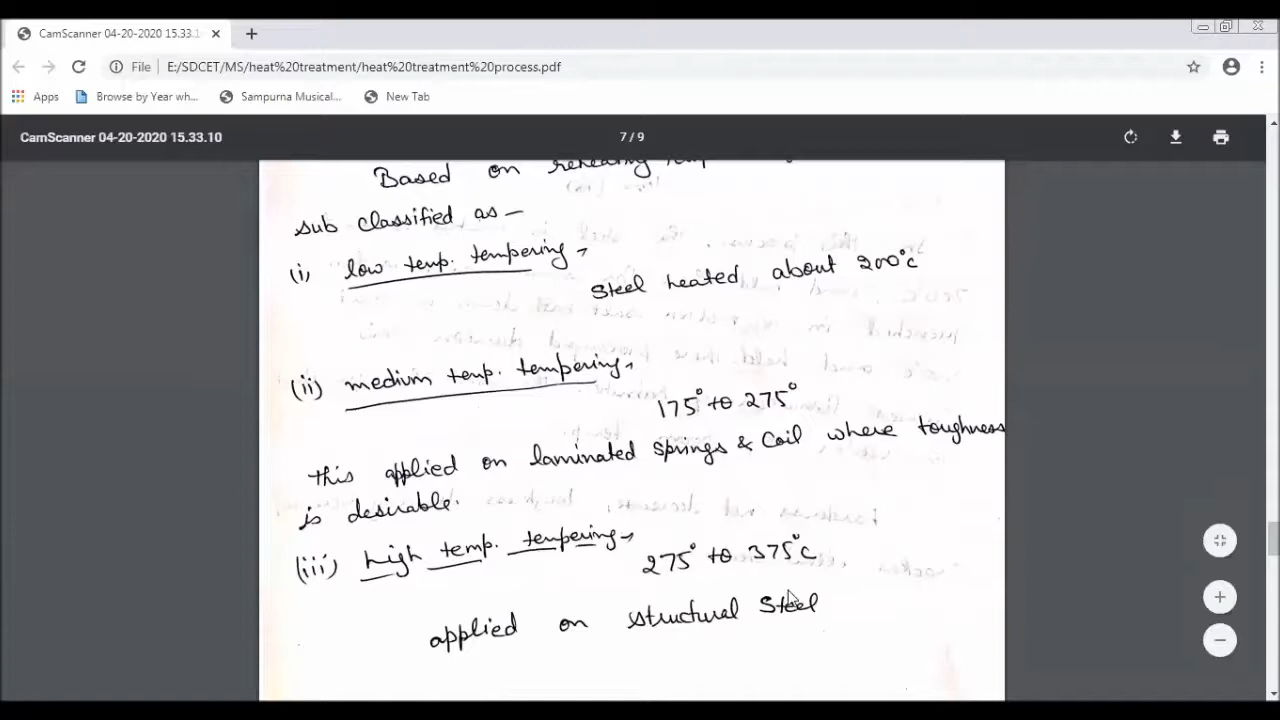 CamScanner 04-20-2020 15.33.1
File E:/SDCET/MS/heat%20treatment/heat%20treatment%20process.pdf
Apps Browse by Year wh... Sampurna Musical... New Tab
CamScanner 04-20-2020 15.33.10 7/9
Based on reheating
sub classified as —
(i) low temp. tempering,
Steel heated about 200°c
(ii) medium temp. tempering,
175° to 275°
This applied on laminated springs & Coil where toughness
is desirable.
(iii) high temp. tempering,
275° to 375°C
applied on structural steel